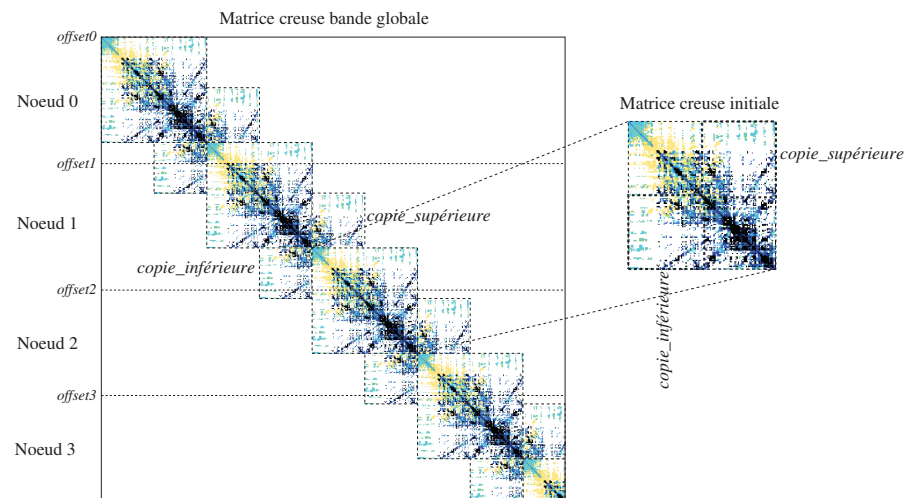 Matrice creuse bande globale
offset0
Noeud 0
Matrice creuse initiale
copie_supérieure
offset1
copie_supérieure
Noeud 1
copie_inférieure
offset2
copie_inférieure
Noeud 2
offset3
Noeud 3